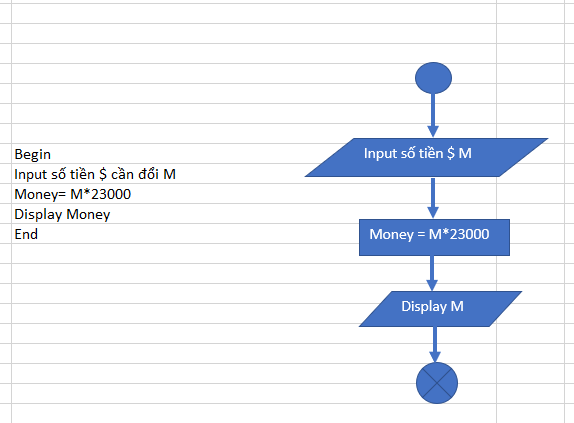 Begin
Input số tiền $ cần đổi M
Money= M*23000
Display Money
End
Input số tiền $ M
Money = M*23000
Display M